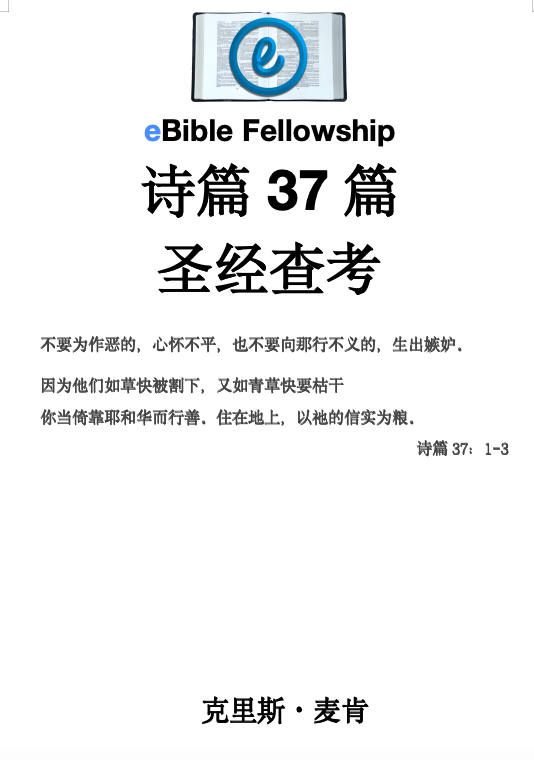 e
eBible Fellowship
诗篇 37 篇
圣经查考
不要为作恶的，心怀不平，也不要向那行不义的，生出嫉妒。
因为他们如草快被割下，又如青草快要枯干
你当倚靠耶和华而行善。住在地上，以祂的信实为粮。
诗篇 37：1-3
克里斯·麦肯